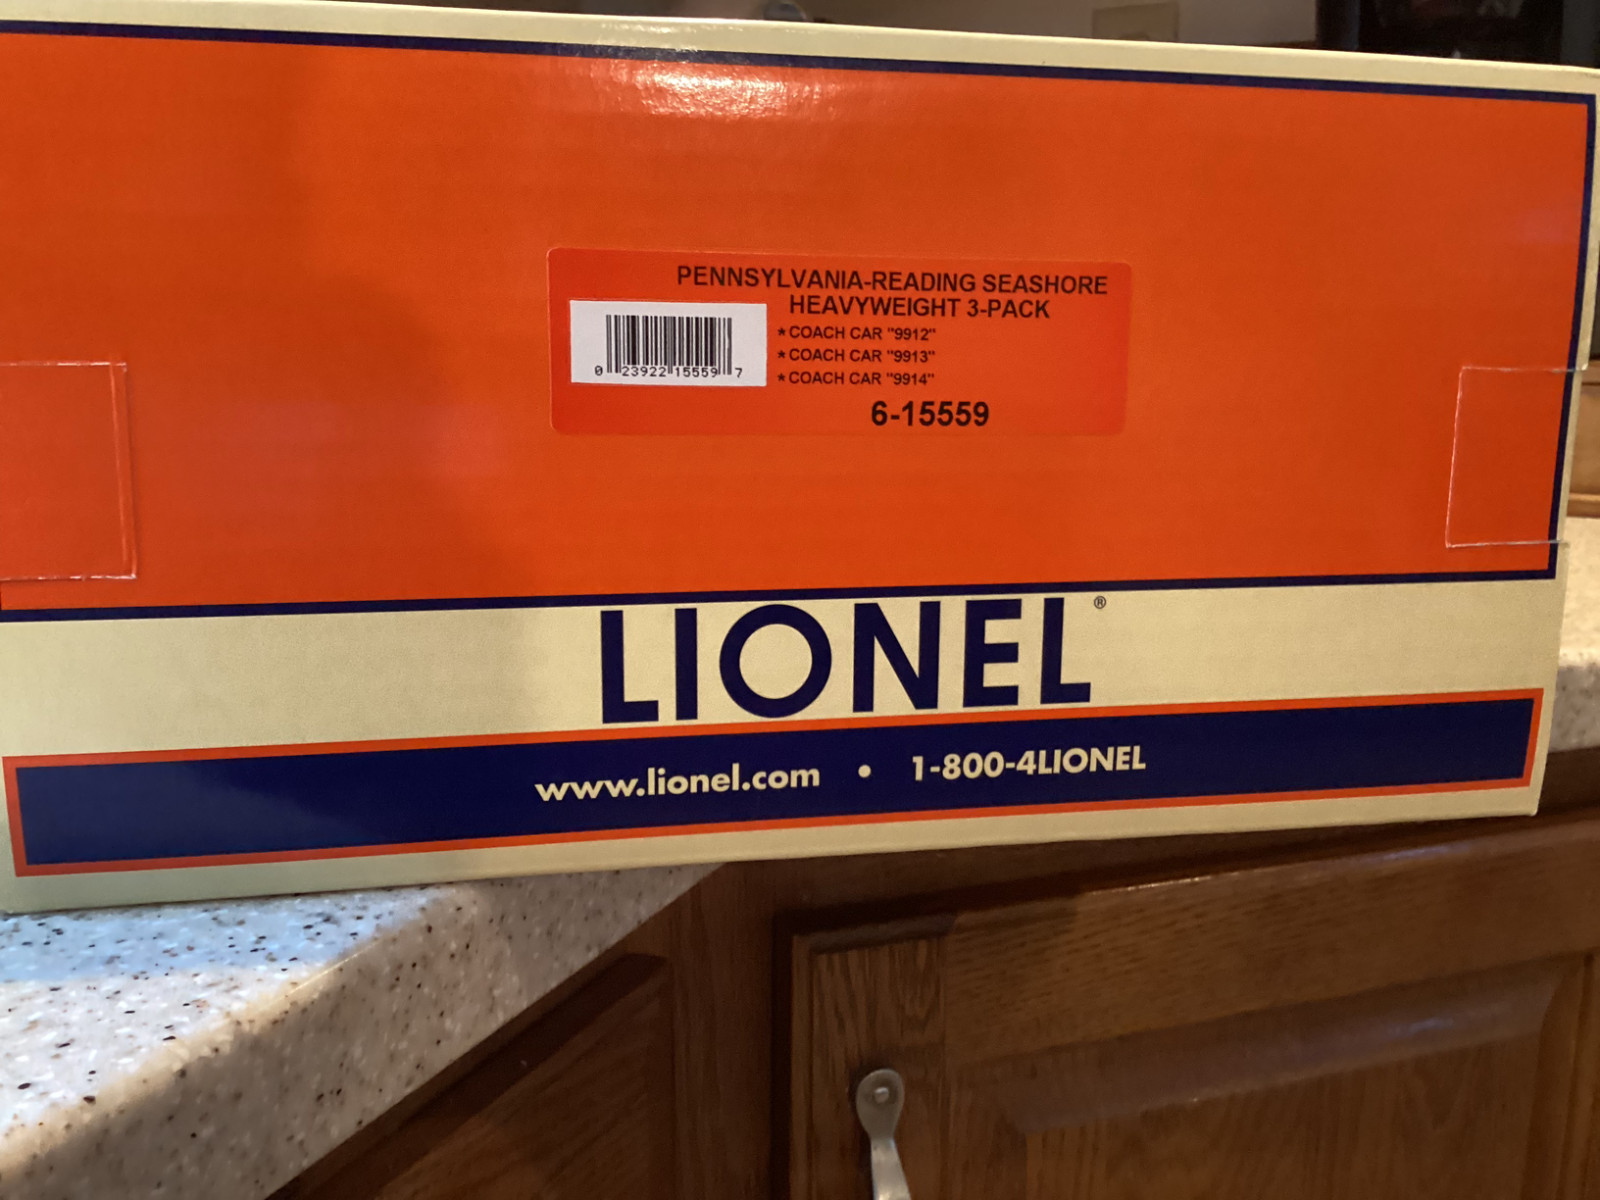 PENNSYLVANIA-READING SEASHORE
HEAVYWEIGHT 3-PACK
* COACH CAR "9912"
* COACH CAR "9913"
* COACH CAR "9914"
0 23922 15559 7
6-15559
LIONEL®
www.lionel.com • 1-800-4LIONEL